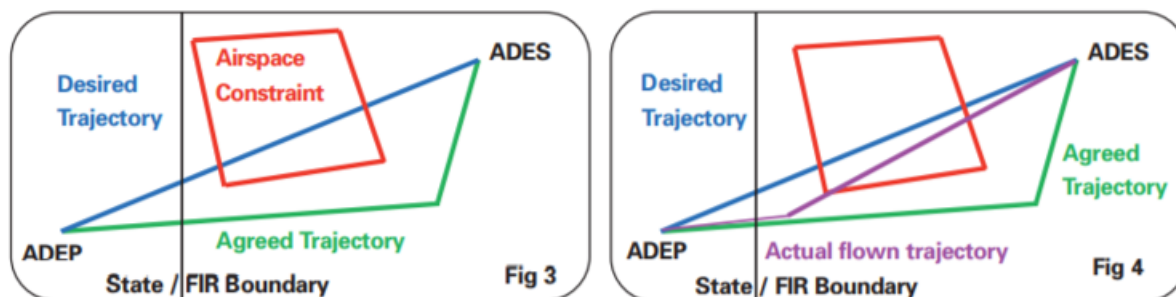 Airspace
Constraint
ADES
Desired
Trajectory
Agreed Trajectory
ADEP
State / FIR Boundary
Fig 3
ADES
Desired
Trajectory
Agreed
Trajectory
Actual flown trajectory
ADEP
State / FIR Boundary
Fig 4